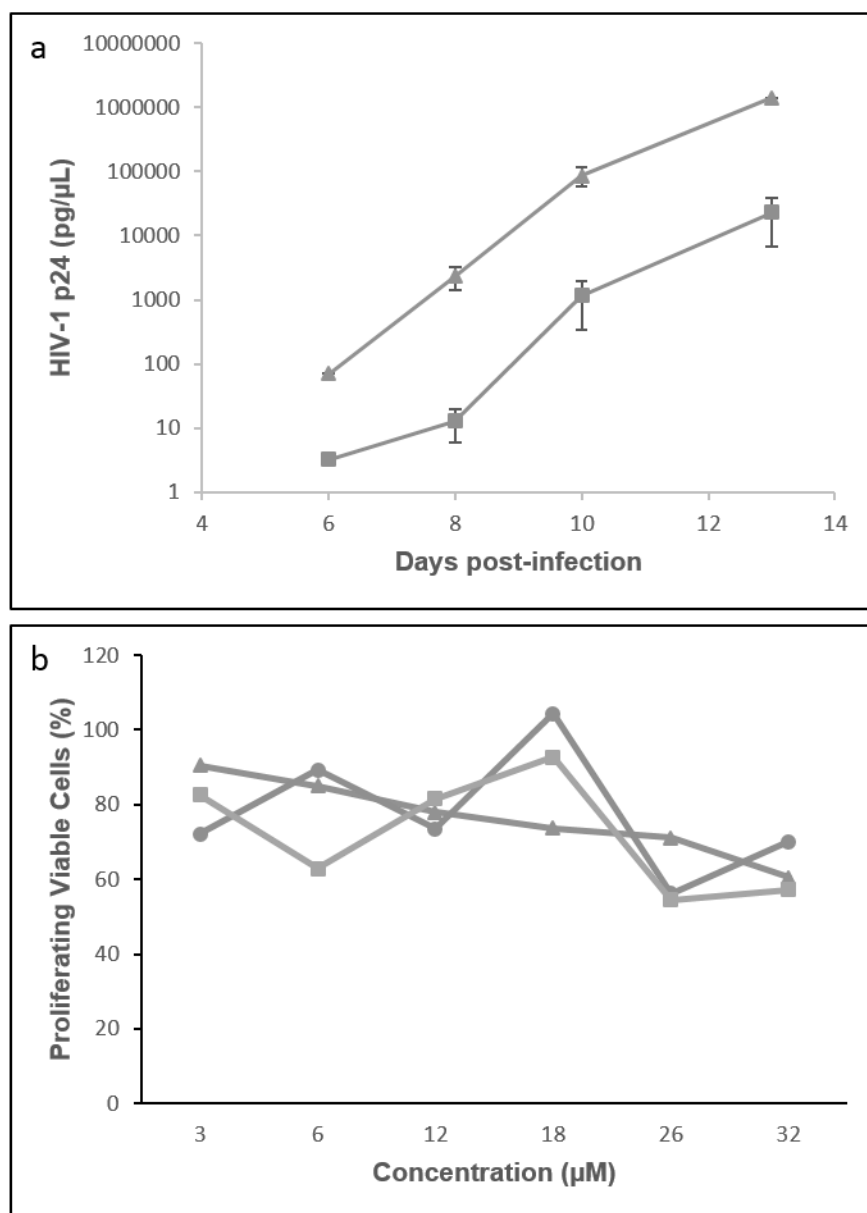 a
10000000
1000000
100000
10000
1000
100
10
1
HIV-1 p24 (pg/µL)
4 6 8 10 12 14
Days post-infection
b
120
100
80
60
40
20
0
Proliferating Viable Cells (%)
3 6 12 18 26 32
Concentration (µM)